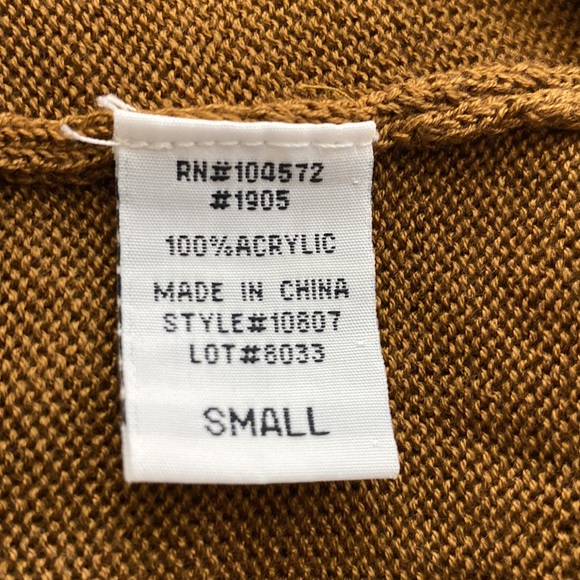 RN#104572
#1905
100%ACRYLIC
MADE IN CHINA
STYLE#10807
LOT#8033
SMALL